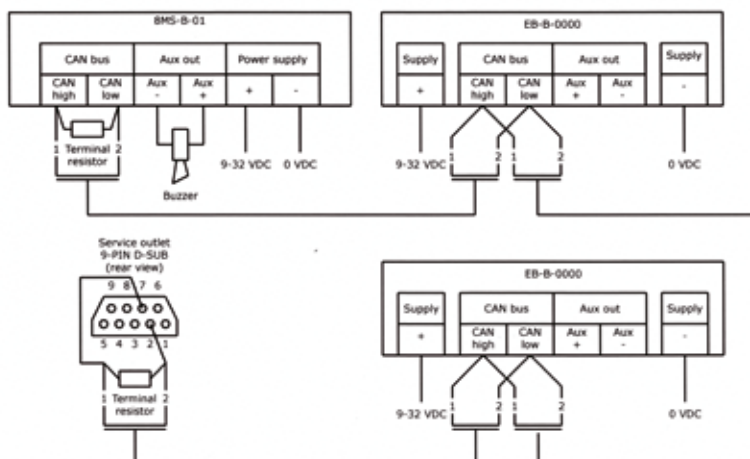 8MS-B-01
CAN bus Aux out Power supply
CAN high CAN low Aux - Aux + + -
1 Terminal resistor 2
Buzzer
9-32 VDC 0 VDC
EB-B-0000
Supply CAN bus Aux out Supply
+ CAN high CAN low Aux + Aux - -
9-32 VDC 1 2 1 2 0 VDC
Service outlet
9-PIN D-SUB
(rear view)
9 8 7 6
5 4 3 2 1
1 Terminal resistor 2
EB-B-0000
Supply CAN bus Aux out Supply
+ CAN high CAN low Aux + Aux - -
9-32 VDC 1 2 1 2 0 VDC